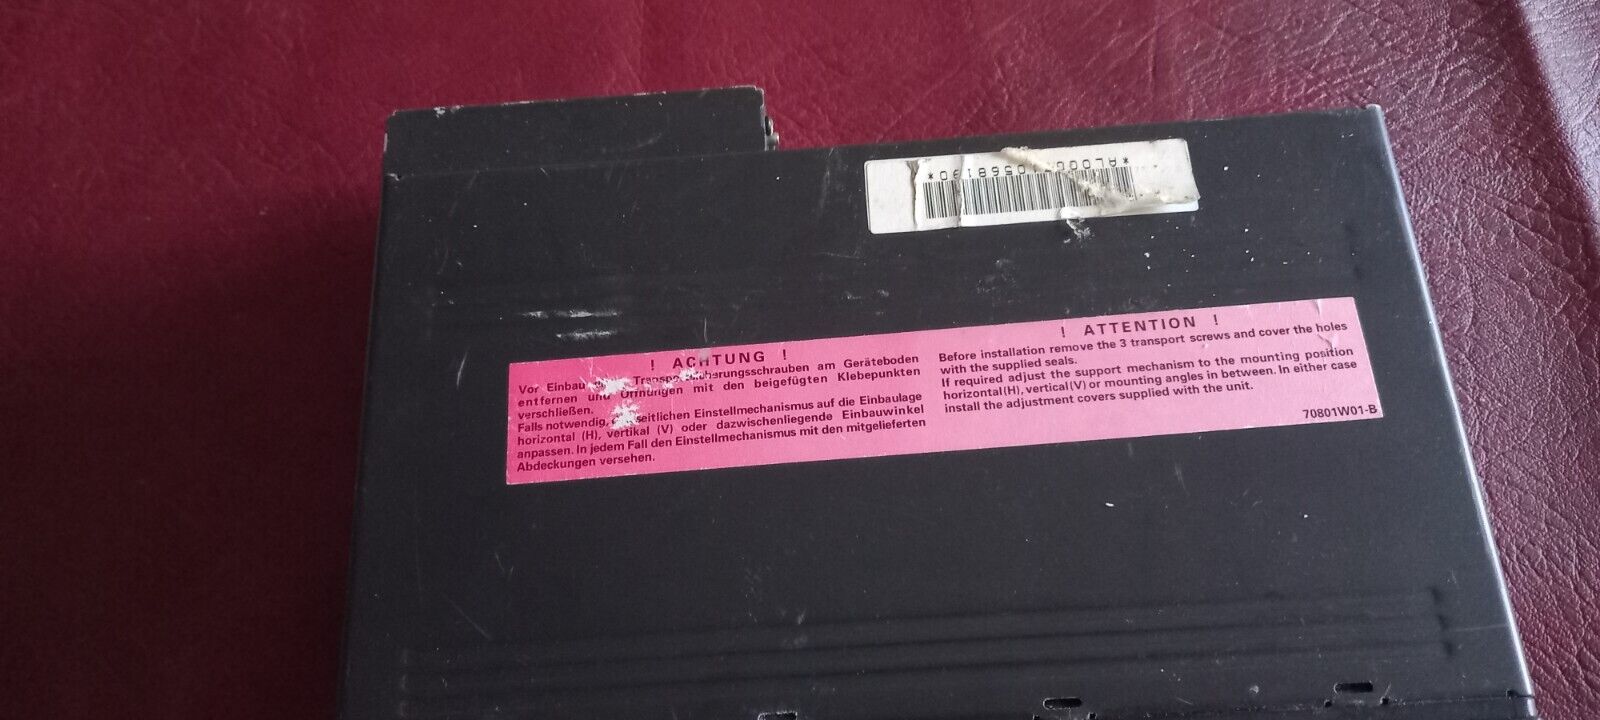 05681
! ACHTUNG !
Vor Einbau am Geräteboden
entfernen und Öffnungen mit den beigefügten Klebepunkten
verschließen.
Falls notwendig, seitlichen Einstellmechanismus auf die Einbaulage
horizontal (H), vertikal (V) oder dazwischenliegende Einbauwinkel
anpassen. In jedem Fall den Einstellmechanismus mit den mitgelieferten
Abdeckungen versehen.
! ATTENTION !
Before installation remove the 3 transport screws and cover the holes
with the supplied seals.
If required adjust the support mechanism to the mounting position
horizontal(H), vertical(V) or mounting angles in between. In either case
install the adjustment covers supplied with the unit.
70801W01-B